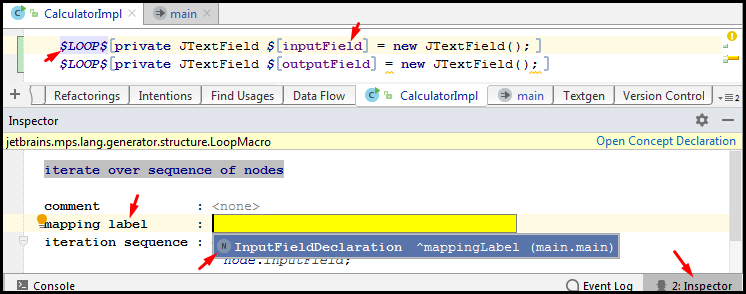 CalculatorImpl × main ×
$LOOP$[private JTextField $[inputField] = new JTextField();]
$LOOP$[private JTextField $[outputField] = new JTextField();]
Refactorings Intentions Find Usages Data Flow CalculatorImpl main Textgen Version Control 2
Inspector
jetbrains.mps.lang.generator.structure.LoopMacro Open Concept Declaration
iterate over sequence of nodes
comment : <none>
mapping label :
iteration sequence :
N InputFieldDeclaration ^mappingLabel (main.main)
node.inputField;
Console Event Log 2: Inspector